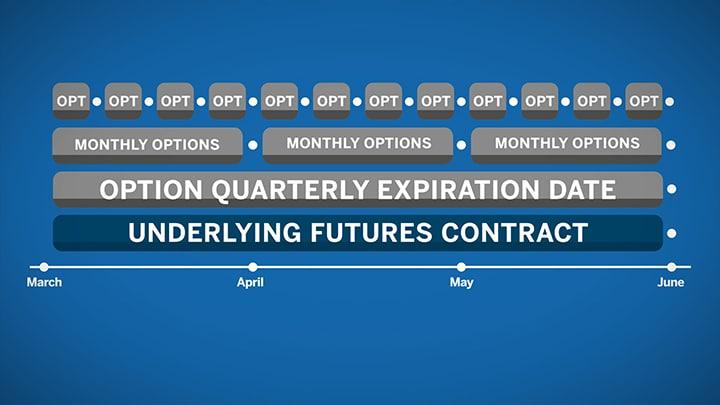 OPT OPT OPT OPT OPT OPT OPT OPT OPT OPT OPT OPT
MONTHLY OPTIONS MONTHLY OPTIONS MONTHLY OPTIONS
OPTION QUARTERLY EXPIRATION DATE
UNDERLYING FUTURES CONTRACT
March April May June